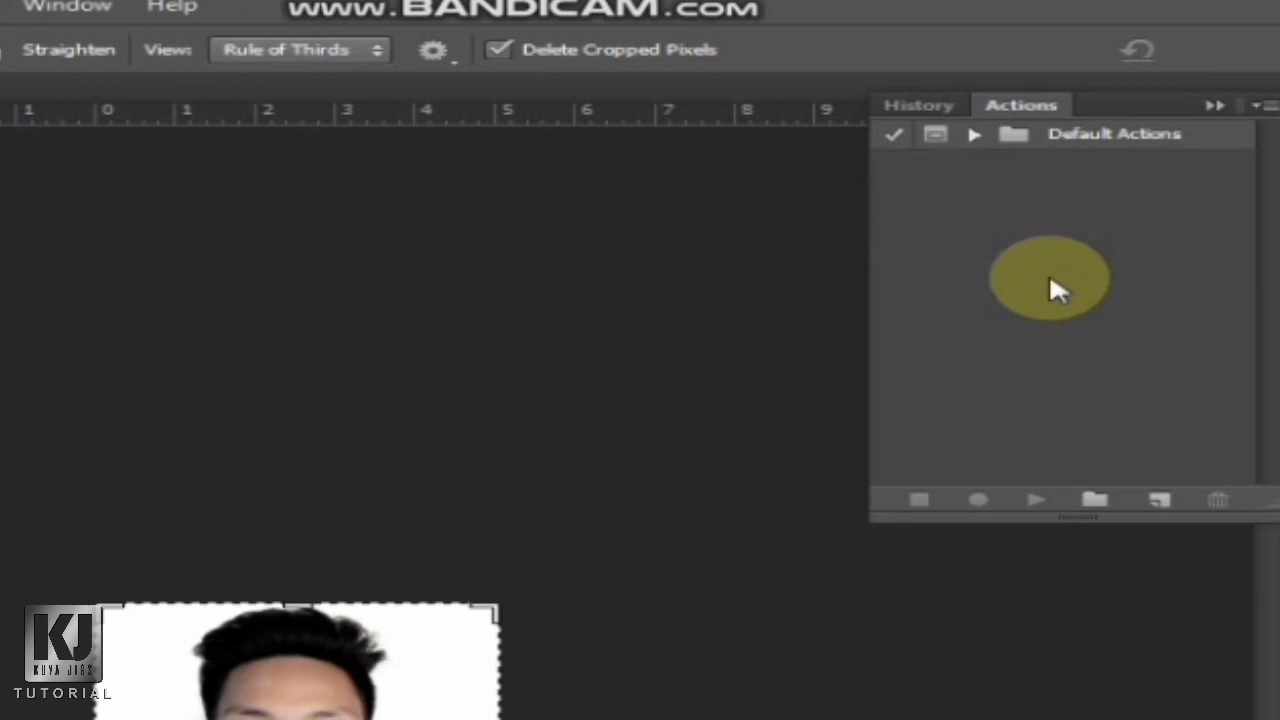 Window Help www.BANDICAM.com
Straighten View: Rule of Thirds Delete Cropped Pixels
1 0 1 2 3 4 5 6 7 8 9
History Actions
Default Actions
KJ
KUYA JIGS
TUTORIAL